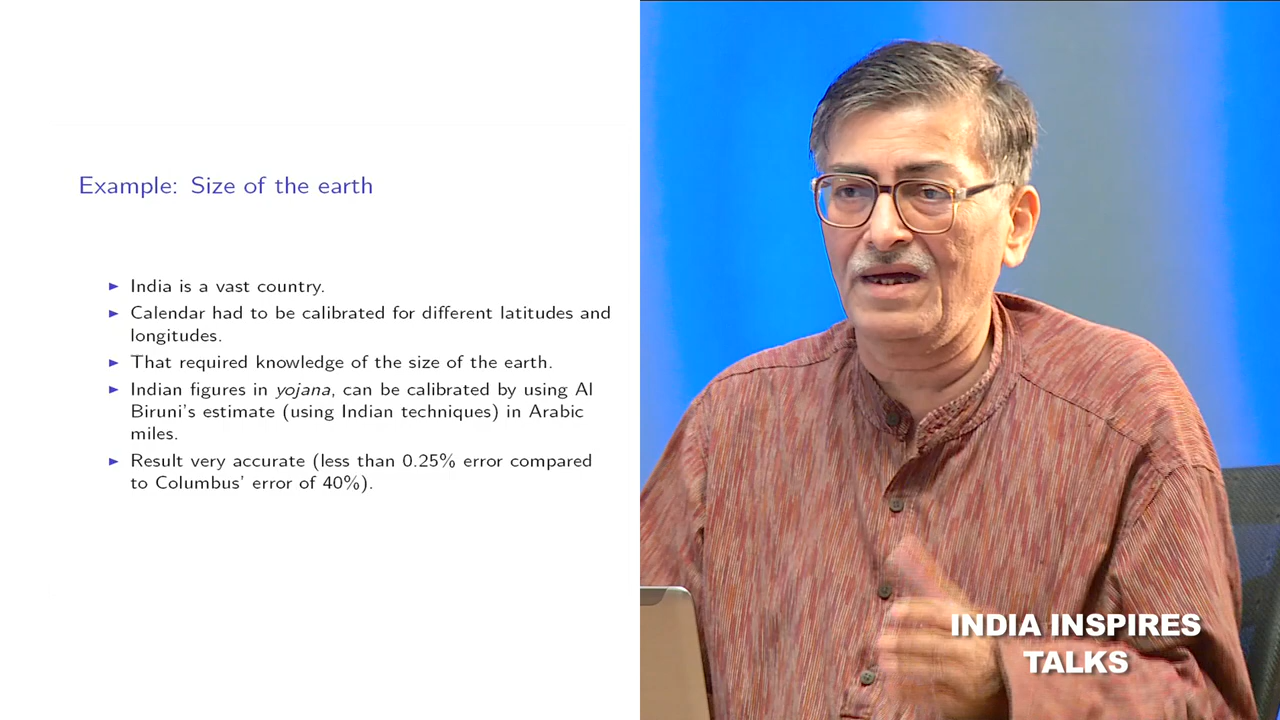 Example: Size of the earth
► India is a vast country.
► Calendar had to be calibrated for different latitudes and
longitudes.
► That required knowledge of the size of the earth.
► Indian figures in yojana, can be calibrated by using Al
Biruni's estimate (using Indian techniques) in Arabic
miles.
► Result very accurate (less than 0.25% error compared
to Columbus' error of 40%).
INDIA INSPIRES
TALKS